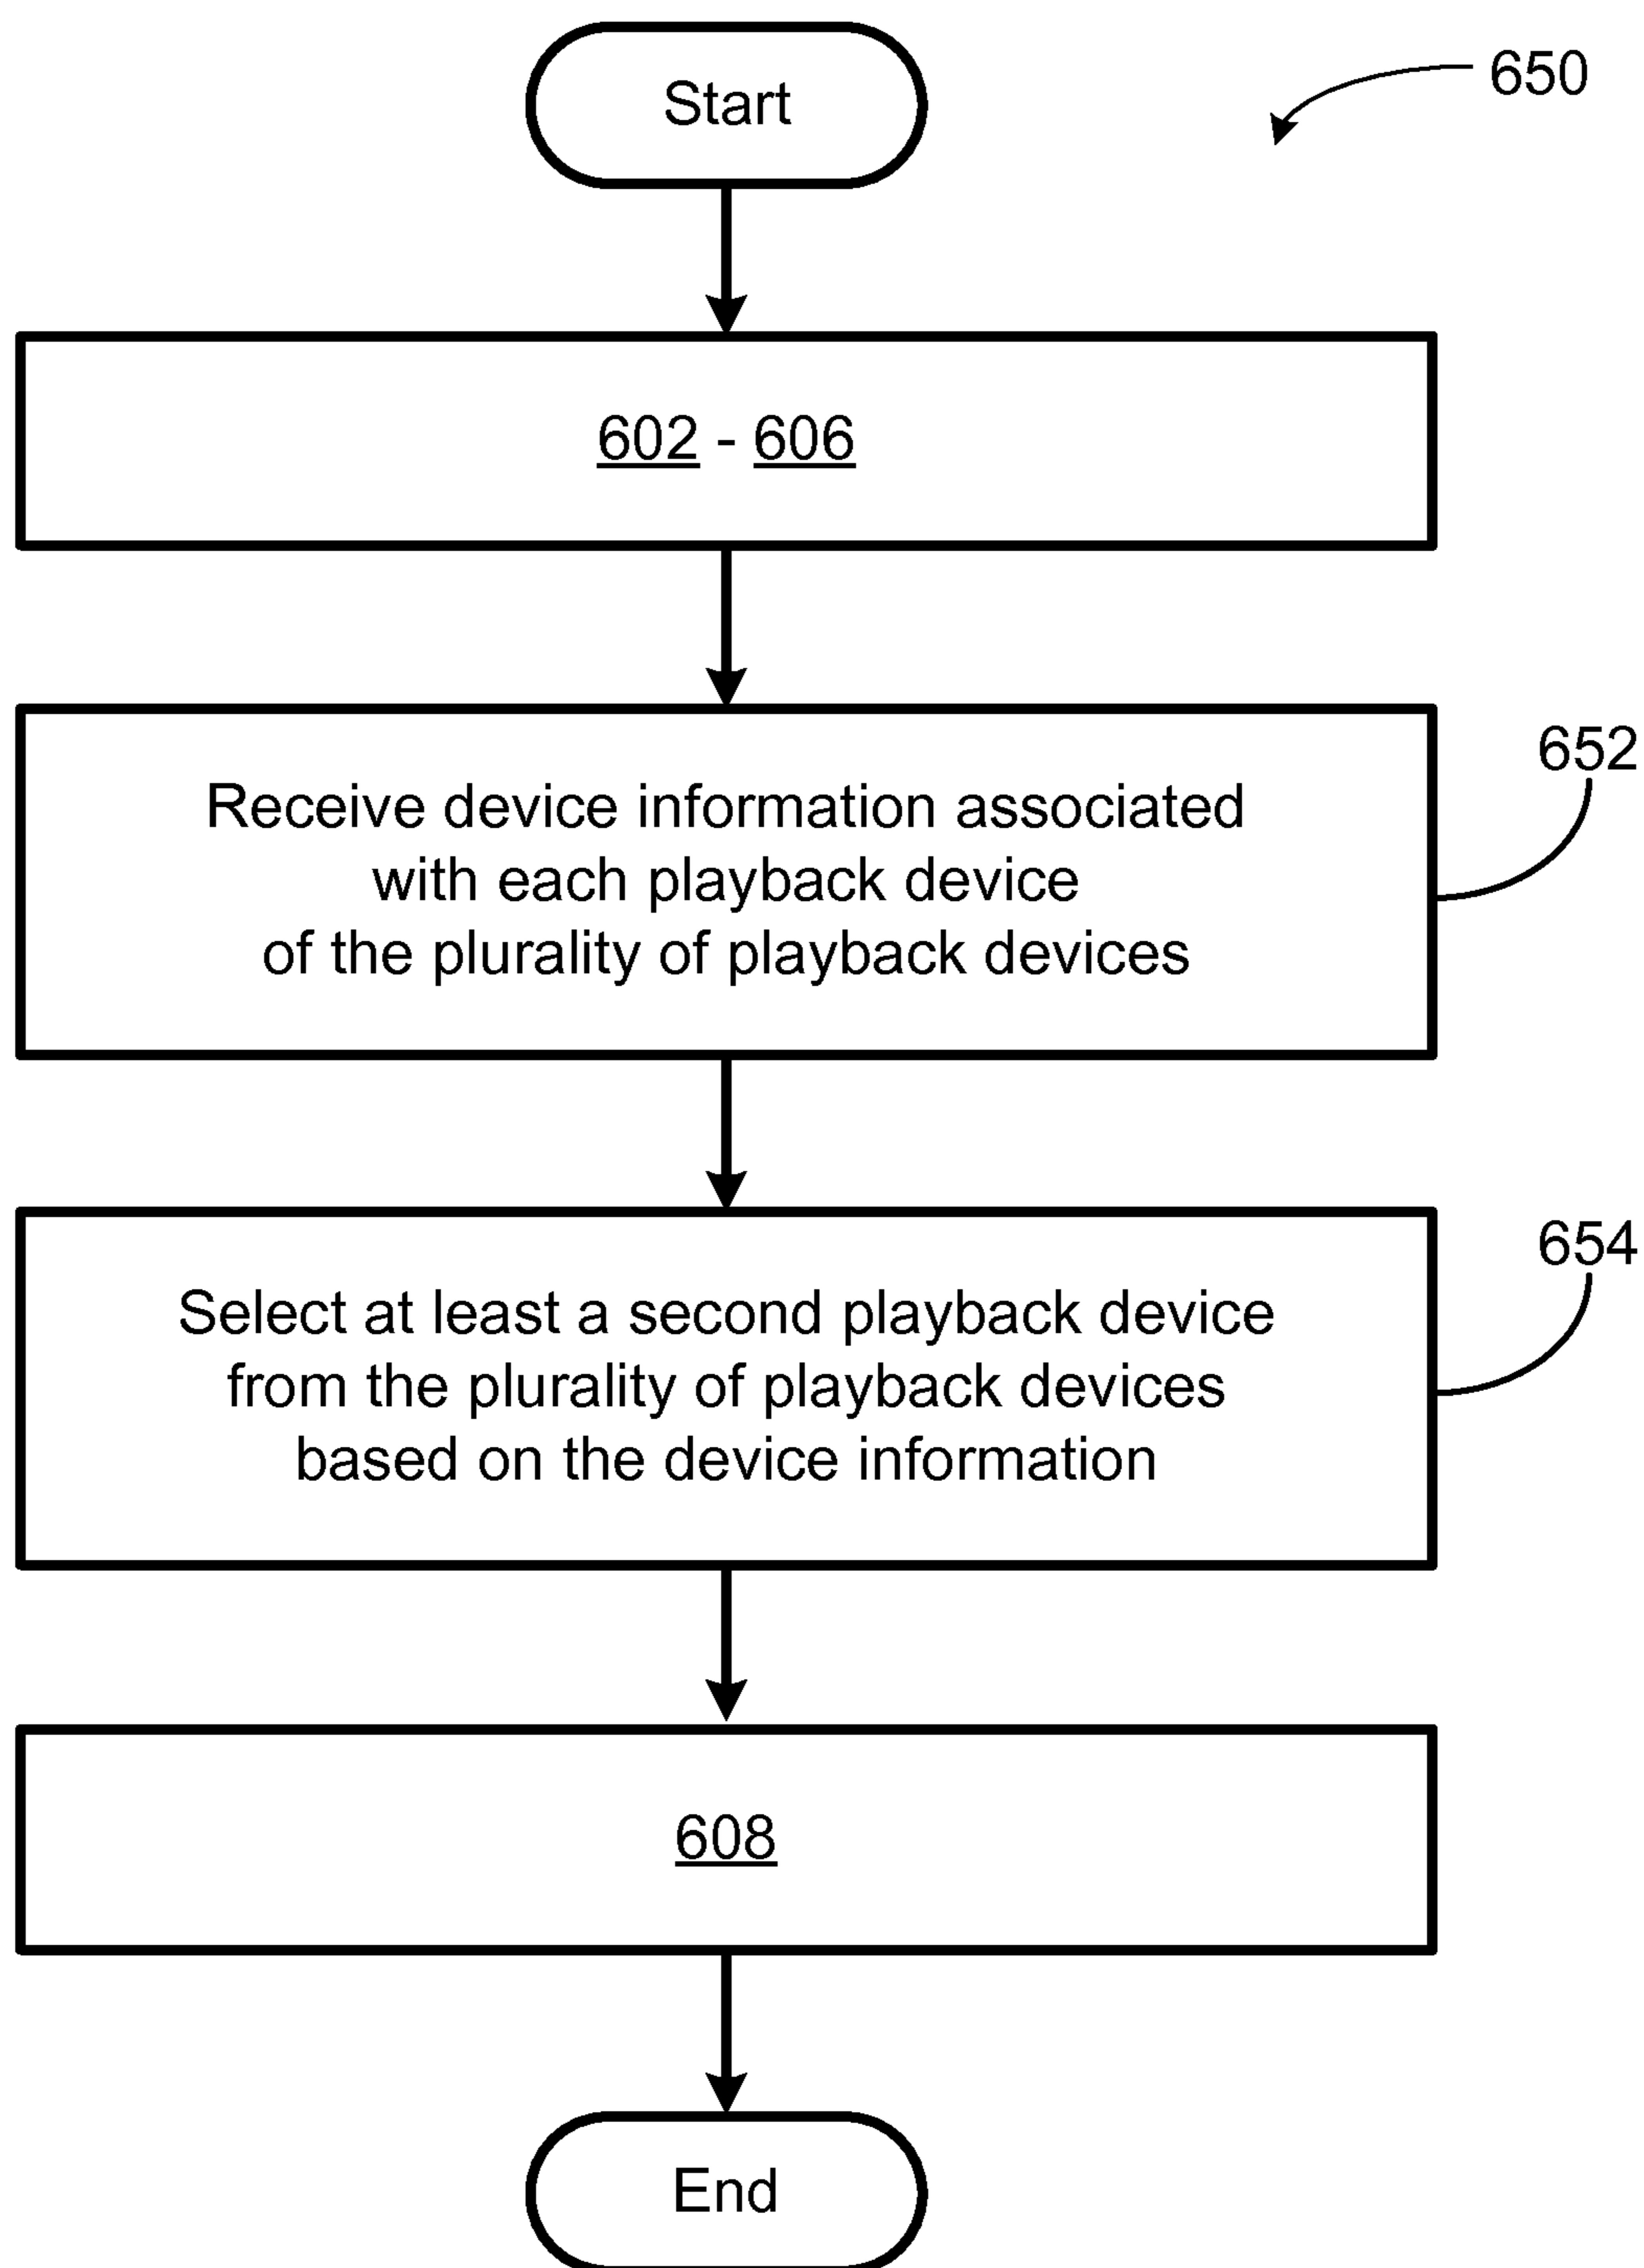 Start
650
602 - 606
652
Receive device information associated
with each playback device
of the plurality of playback devices
654
Select at least a second playback device
from the plurality of playback devices
based on the device information
608
End